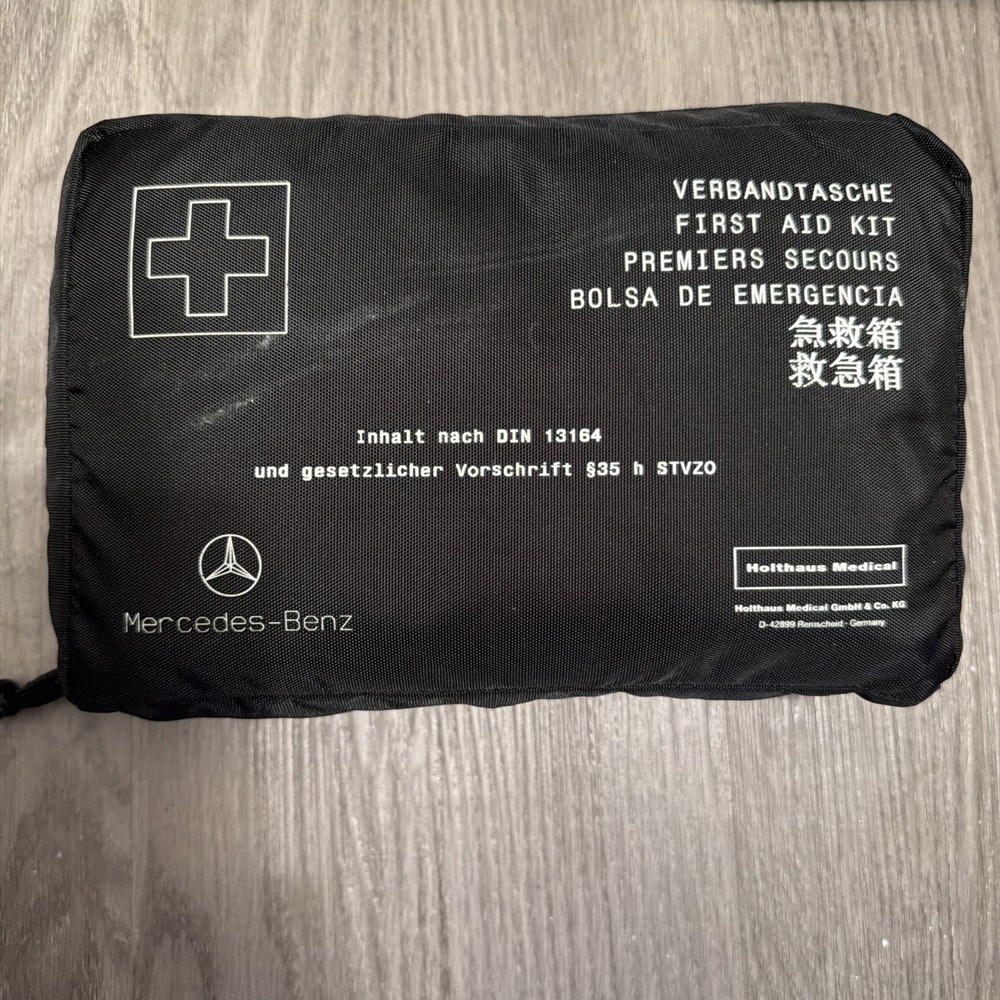 VERBANDTASCHE
FIRST AID KIT
PREMIERS SECOURS
BOLSA DE EMERGENCIA
急救箱
救急箱
Inhalt nach DIN 13164
und gesetzlicher Vorschrift §35 h STVZO
Mercedes-Benz
Holthaus Medical
Holthaus Medical GmbH & Co. KG
D-42899 Remscheid - Germany